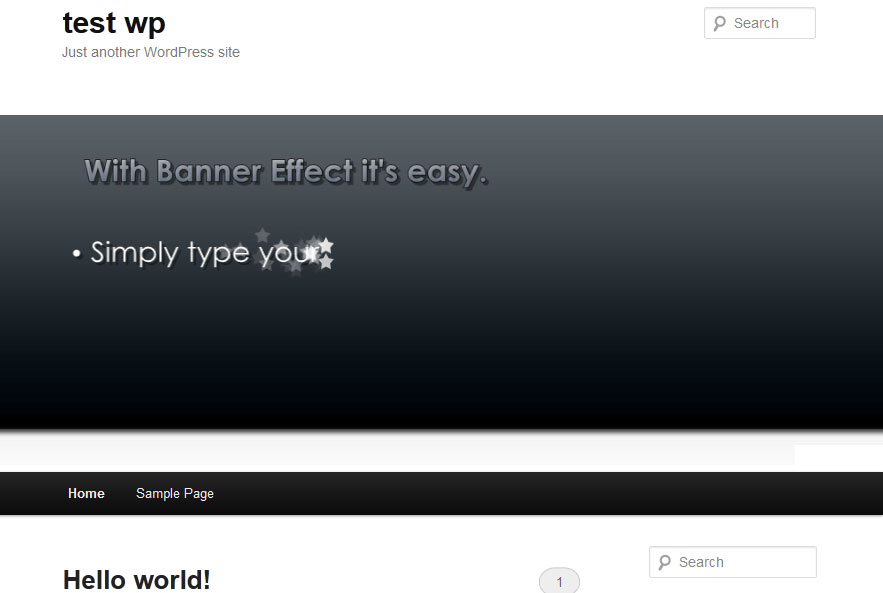 test wp
Search
Just another WordPress site
With Banner Effect it's easy.
• Simply type your
Home
Sample Page
Search
Hello world!
1